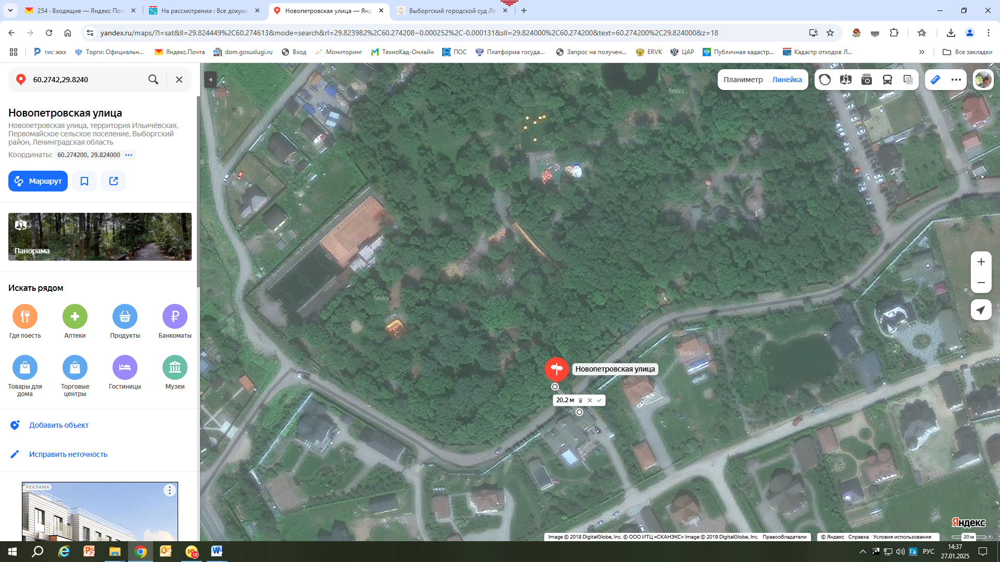 254 · Входящие — Яндекс Поч
На рассмотрении : Все докуме
Новопетровская улица — Янд
Выборгский городской суд Ле
yandex.ru/maps/?l=sat&ll=29.824449%2C60.274613&mode=search&rl=29.823982%2C60.274208~0.000252%2C-0.000131&sll=29.824000%2C60.274200&text=60.274200%2C29.824000&z=18
гис жкх
Торги: Официальн...
Яндекс.Почта
dom.gosuslugi.ru
Вход
Мониторинг
ТехноКад-Онлайн
ПОС
Платформа госуда...
Запрос на получен...
ERVK
ЦАР
Публичная кадастр...
Кадастр отходов Л...
Все закладки
60.2742,29.8240
Новопетровская улица
Новопетровская улица, территория Ильичёвская,
Первомайское сельское поселение, Выборгский
район, Ленинградская область
Координаты: 60.274200, 29.824000
Маршрут
Панорама
Искать рядом
Где поесть
Аптеки
Продукты
Банкоматы
Товары для
дома
Торговые
центры
Гостиницы
Музеи
Добавить объект
Исправить неточность
РЕКЛАМА
Планиметр
Линейка
Yandex
Yandex
Yandex
Yandex
Yandex
Новопетровская улица
20.2 м
Яндекс
Image © 2018 DigitalGlobe, Inc. © ООО ИТЦ «СКАНЭКС» Image © 2019 DigitalGlobe, Inc. Правообладатели
© Яндекс Справка Условия использования
20 м
10
РУС
14:37
27.01.2025